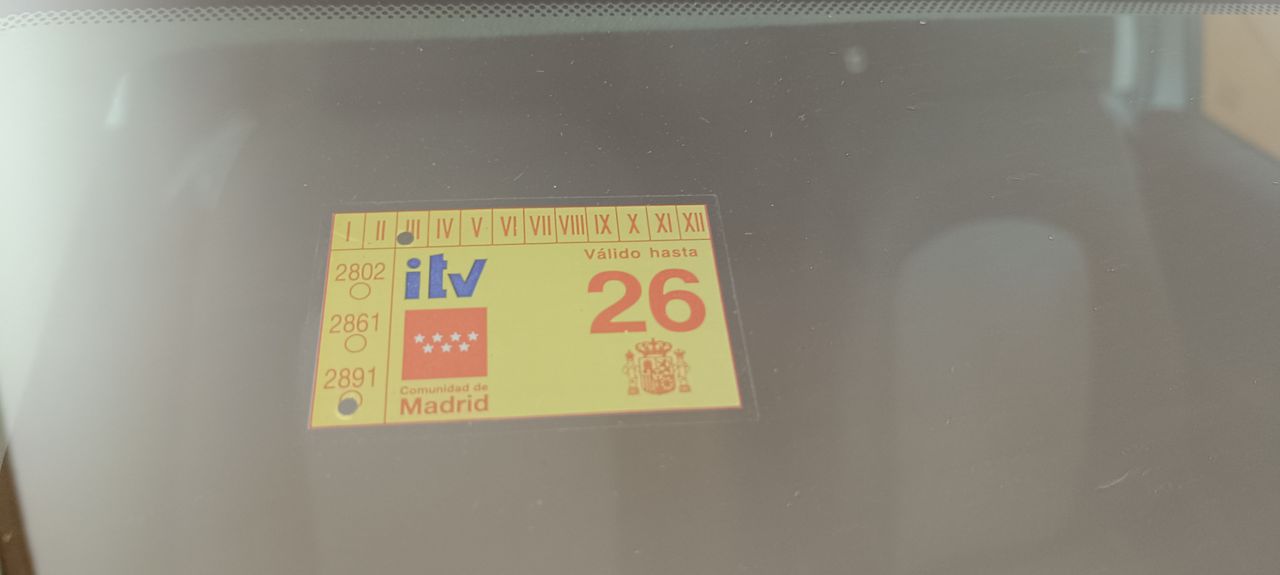 I II III IV V VI VII VIII IX X XI XII
2802
2861
2891
itv
Comunidad de
Madrid
Válido hasta
26